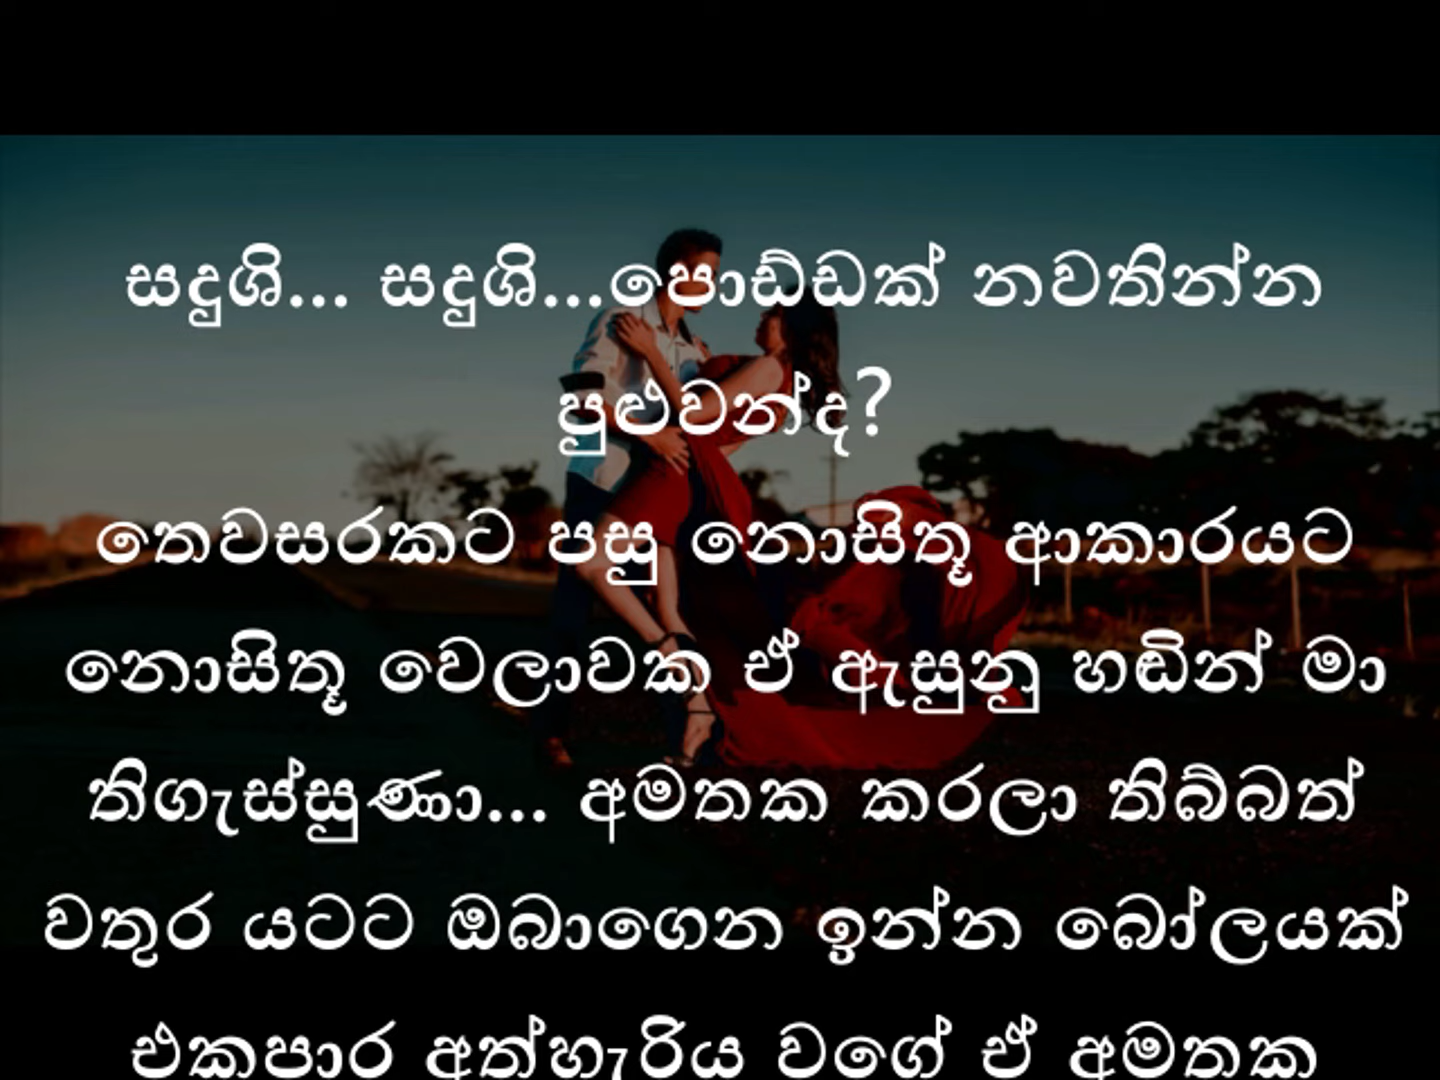 සදුශි... සදුශි...පොඩ්ඩක් නවතින්න
පුළුවන්ද?
තෙවසරකට පසු නොසිතූ ආකාරයට
නොසිතූ වෙලාවක ඒ ඇසුනු හඬින් මා
තිගැස්සුණා... අමතක කරලා තිබ්බත්
වතුර යටට ඔබාගෙන ඉන්න බෝලයක්
එකපාර අත්හැරිය වගේ ඒ අමතක